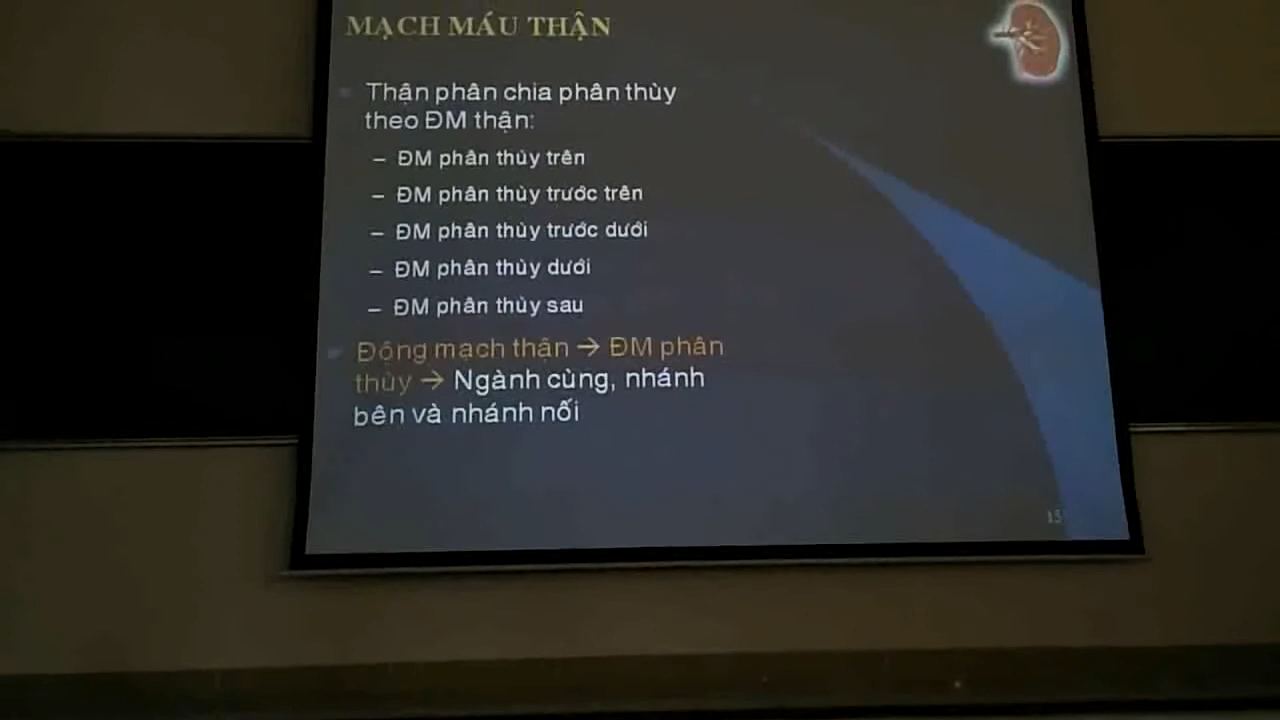 MẠCH MÁU THẬN
Thận phân chia phân thùy
theo ĐM thận:
– ĐM phân thùy trên
– ĐM phân thùy trước trên
– ĐM phân thùy trước dưới
– ĐM phân thùy dưới
– ĐM phân thùy sau
Động mạch thận → ĐM phân
thùy → Ngành cùng, nhánh
bên và nhánh nối
15